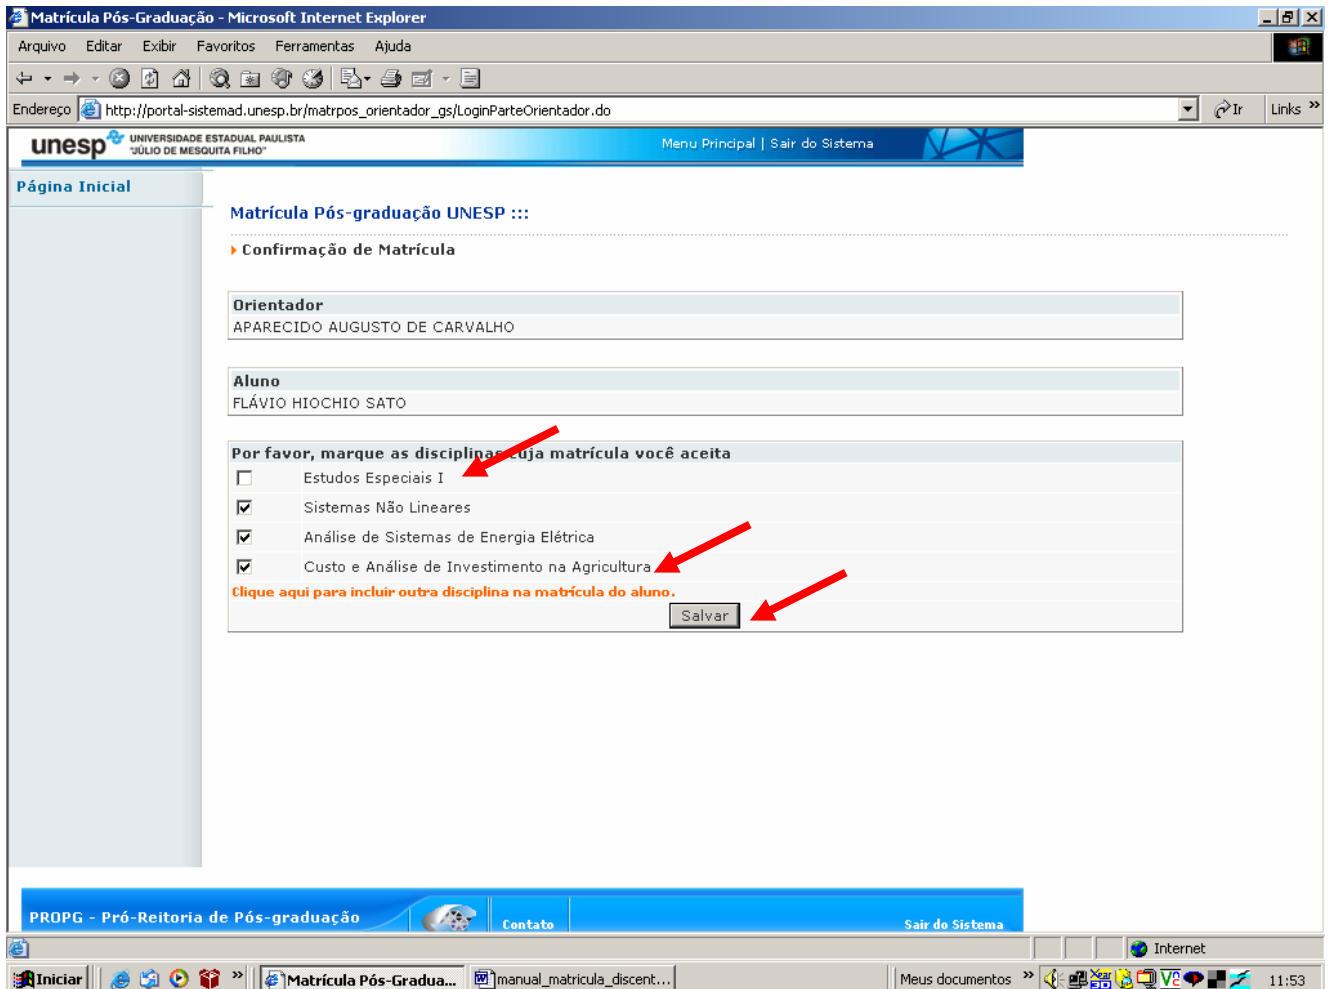 Matrícula Pós-Graduação - Microsoft Internet Explorer
Arquivo Editar Exibir Favoritos Ferramentas Ajuda
Endereço http://portal-sistemad.unesp.br/matrpos_orientador_gs/LoginParteOrientador.do Ir Links »
unesp UNIVERSIDADE ESTADUAL PAULISTA
"JÚLIO DE MESQUITA FILHO"
Menu Principal | Sair do Sistema
Página Inicial
Matrícula Pós-graduação UNESP :::
Confirmação de Matrícula
Orientador
APARECIDO AUGUSTO DE CARVALHO
Aluno
FLÁVIO HIOCHIO SATO
Por favor, marque as disciplinas cuja matrícula você aceita
Estudos Especiais I
Sistemas Não Lineares
Análise de Sistemas de Energia Elétrica
Custo e Análise de Investimento na Agricultura
Clique aqui para incluir outra disciplina na matrícula do aluno.
Salvar
PROPG - Pró-Reitoria de Pós-graduação Contato Sair do Sistema
Internet
Iniciar » Matrícula Pós-Gradua... manual_matricula_discent... Meus documentos » 11:53